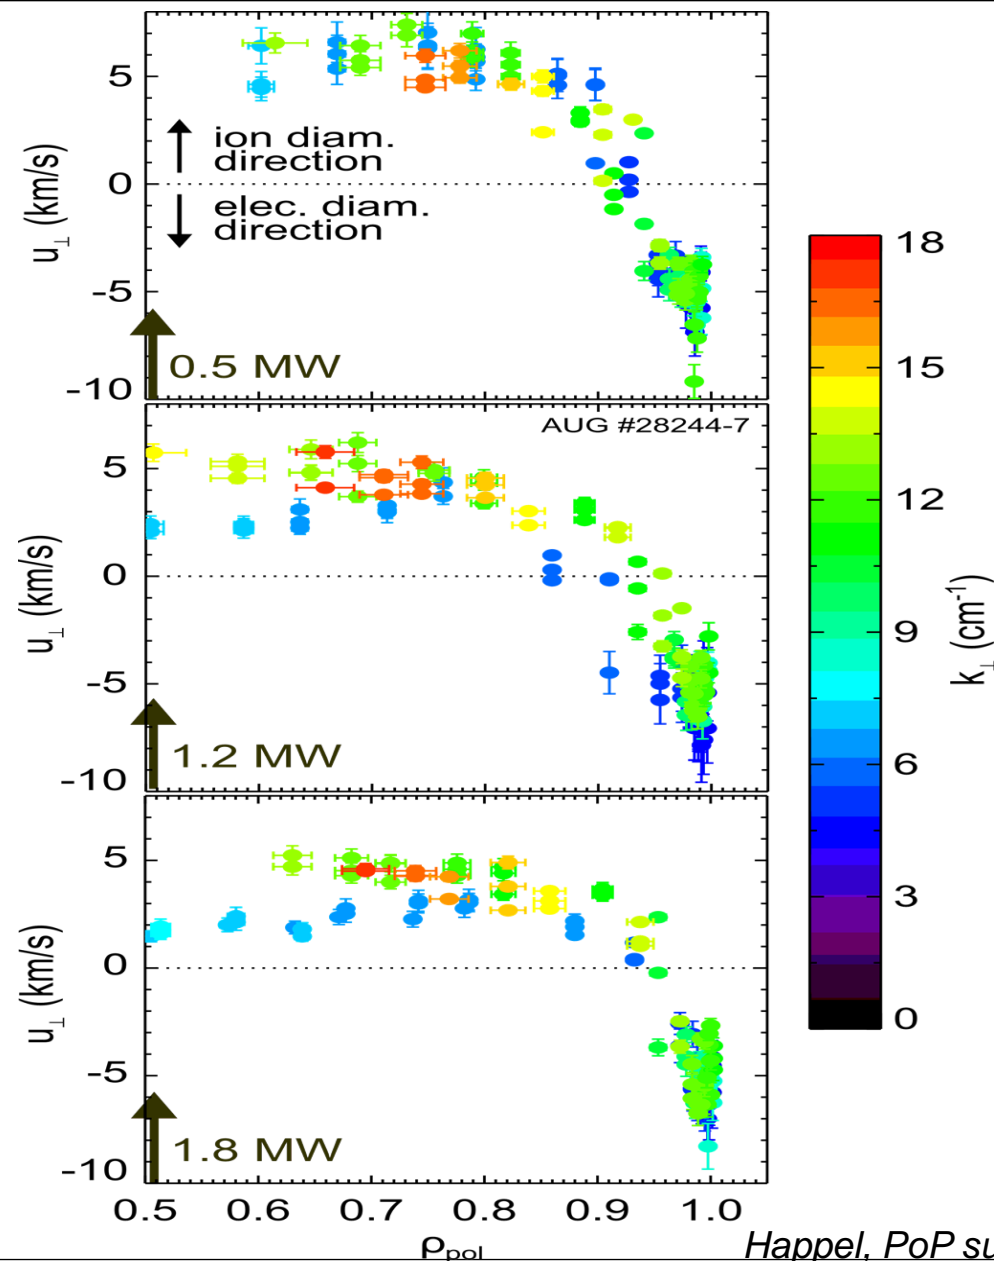 5
ion diam.
direction
0
elec. diam.
direction
-5
0.5 MW
-10
u⊥ (km/s)
AUG #28244-7
5
0
-5
1.2 MW
-10
u⊥ (km/s)
5
0
-5
1.8 MW
-10
u⊥ (km/s)
0.5 0.6 0.7 0.8 0.9 1.0
ρpol
18
15
12
9
6
3
0
k⊥ (cm⁻¹)
Happel, PoP su